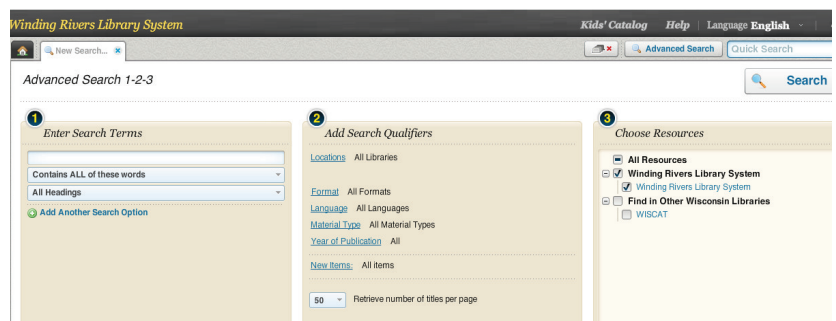 Winding Rivers Library System
Kids' Catalog Help Language English
New Search...
Advanced Search Quick Search
Advanced Search 1-2-3
Search
1
Enter Search Terms
Contains ALL of these words
All Headings
Add Another Search Option
2
Add Search Qualifiers
Locations All Libraries
Format All Formats
Language All Languages
Material Type All Material Types
Year of Publication All
New Items: All items
50 Retrieve number of titles per page
3
Choose Resources
All Resources
Winding Rivers Library System
Winding Rivers Library System
Find in Other Wisconsin Libraries
WISCAT